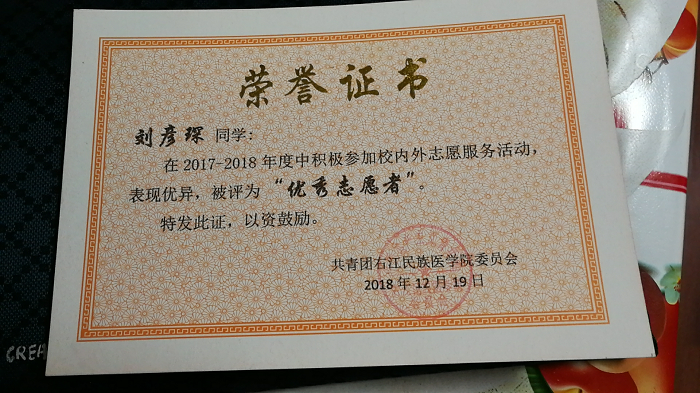 荣誉证书
刘彦琛 同学:
在 2017-2018 年度中积极参加校内外志愿服务活动，
表现优异，被评为“优秀志愿者”。
特发此证，以资鼓励。
共青团右江民族医学院委员会
2018 年 12 月 19 日
CREA